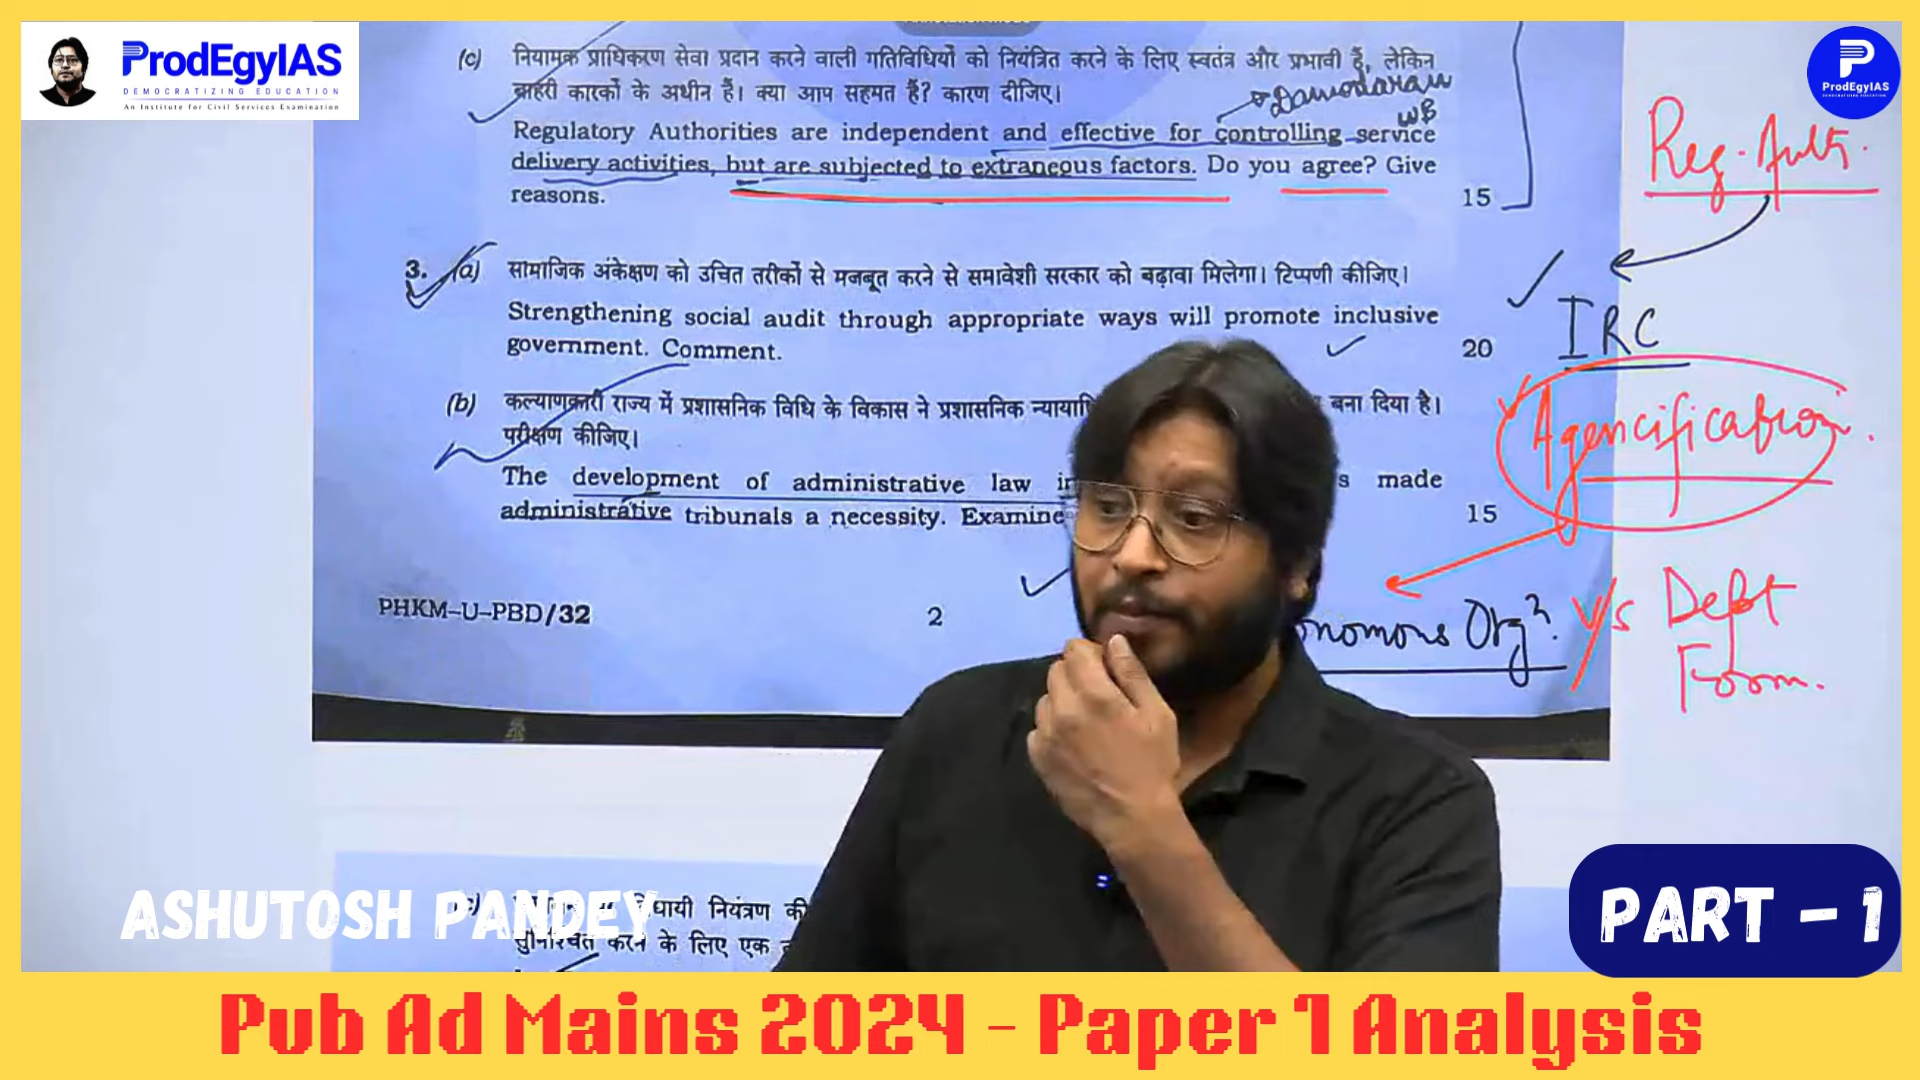 ProdEgyIAS
DEMOCRATIZING EDUCATION
An Institute for Civil Services Examination
ProdEgyIAS
(c) नियामक प्राधिकरण सेवा प्रदान करने वाली गतिविधियों को नियंत्रित करने के लिए स्वतंत्र और प्रभावी हैं, लेकिन
बाहरी कारकों के अधीन हैं। क्या आप सहमत हैं? कारण दीजिए।
Damodaran
WB
Regulatory Authorities are independent and effective for controlling service
delivery activities, but are subjected to extraneous factors. Do you agree? Give
reasons. 15
Reg. Auth.
3. (a) सामाजिक अंकेक्षण को उचित तरीकों से मजबूत करने से समावेशी सरकार को बढ़ावा मिलेगा। टिप्पणी कीजिए।
Strengthening social audit through appropriate ways will promote inclusive
government. Comment. 20
IRC
Agencification.
(b) कल्याणकारी राज्य में प्रशासनिक विधि के विकास ने प्रशासनिक बना दिया है।
परीक्षण कीजिए।
The development of administrative law made
administrative tribunals a necessity. Examine 15
Orgn. v/s Dept
Form.
PHKM-U-PBD/32 2
नियंत्रण की
करने के लिए एक
ASHUTOSH PANDEY
PART - 1
Pub Ad Mains 2024 - Paper 1 Analysis